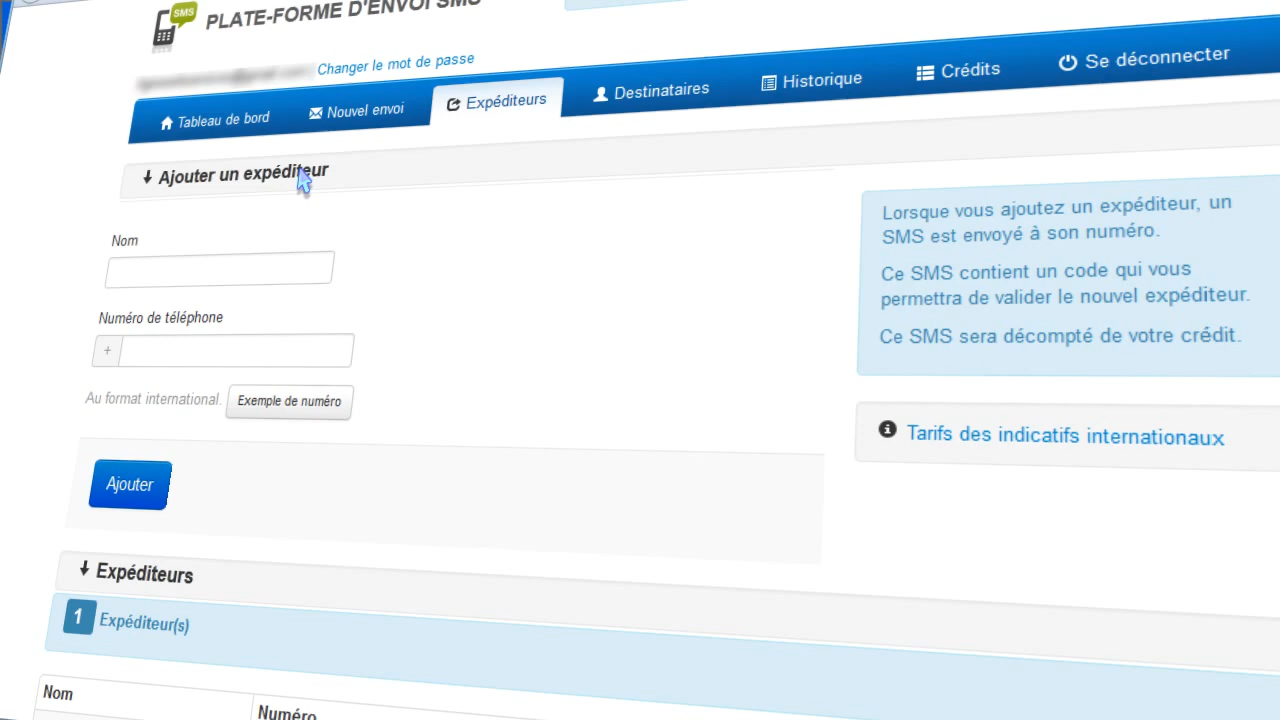 SMS
PLATE-FORME D'ENVOI SMS
Changer le mot de passe
Tableau de bord
Nouvel envoi
Expéditeurs
Destinataires
Historique
Crédits
Se déconnecter
Ajouter un expéditeur
Nom
Numéro de téléphone
+
Au format international.
Exemple de numéro
Ajouter
Lorsque vous ajoutez un expéditeur, un
SMS est envoyé à son numéro.
Ce SMS contient un code qui vous
permettra de valider le nouvel expéditeur.
Ce SMS sera décompté de votre crédit.
Tarifs des indicatifs internationaux
Expéditeurs
1 Expéditeur(s)
Nom
Numéro